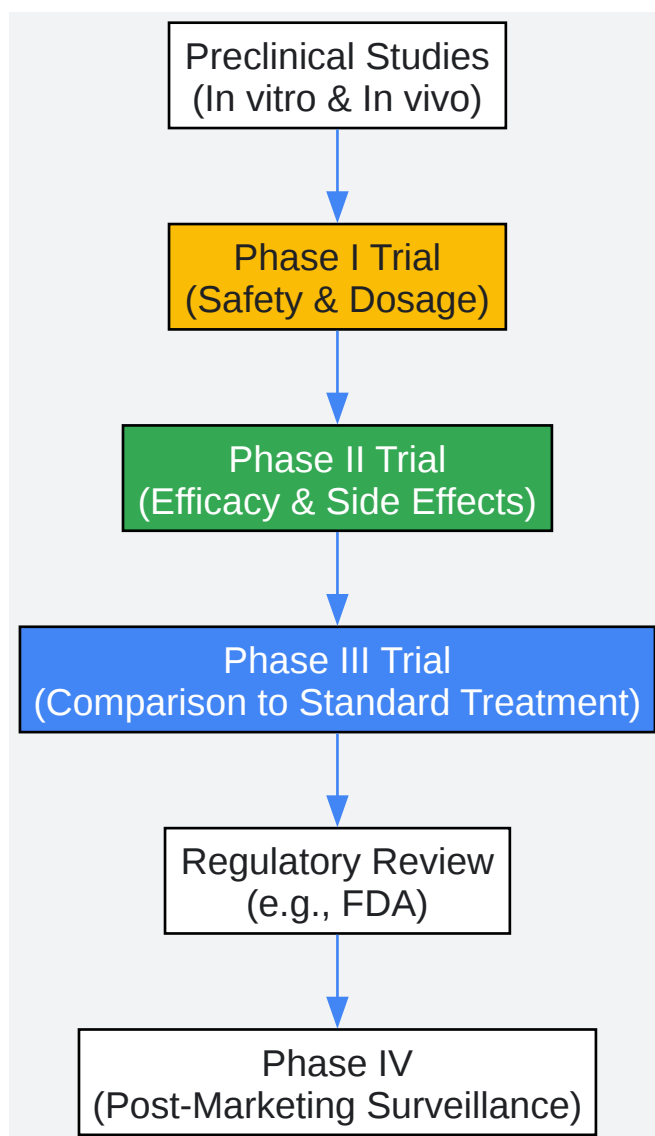 Preclinical Studies
(In vitro & In vivo)
Phase I Trial
(Safety & Dosage)
Phase II Trial
(Efficacy & Side Effects)
Phase III Trial
(Comparison to Standard Treatment)
Regulatory Review
(e.g., FDA)
Phase IV
(Post-Marketing Surveillance)